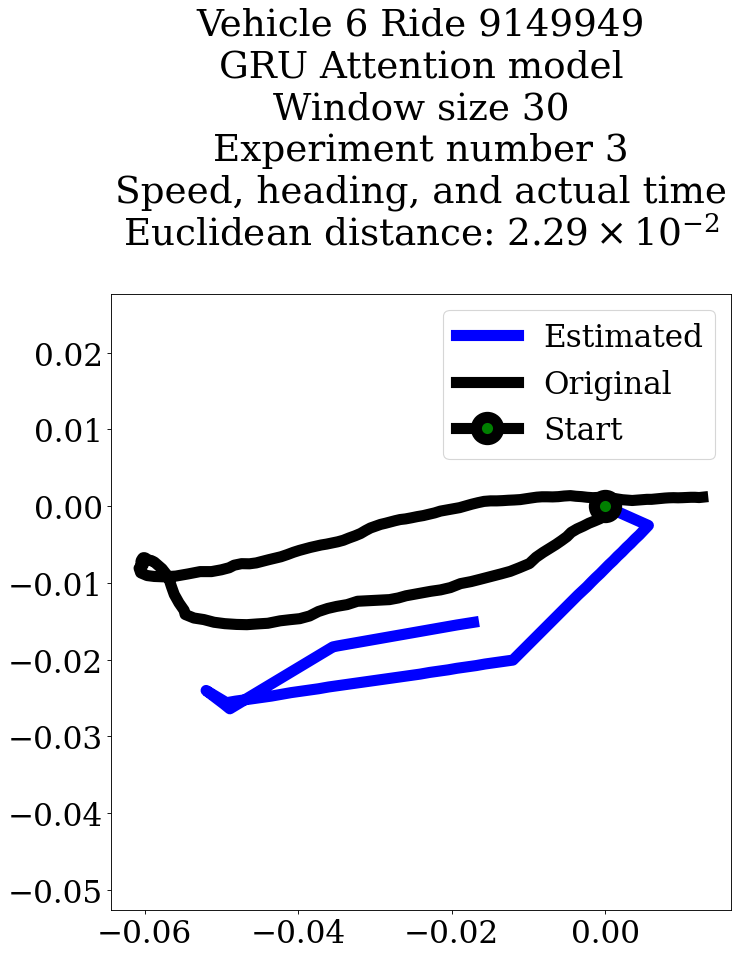 Vehicle 6 Ride 9149949
GRU Attention model
Window size 30
Experiment number 3
Speed, heading, and actual time
Euclidean distance: 2.29 × 10⁻²
Estimated
Original
Start
0.02
0.01
0.00
−0.01
−0.02
−0.03
−0.04
−0.05
−0.06 −0.04 −0.02 0.00